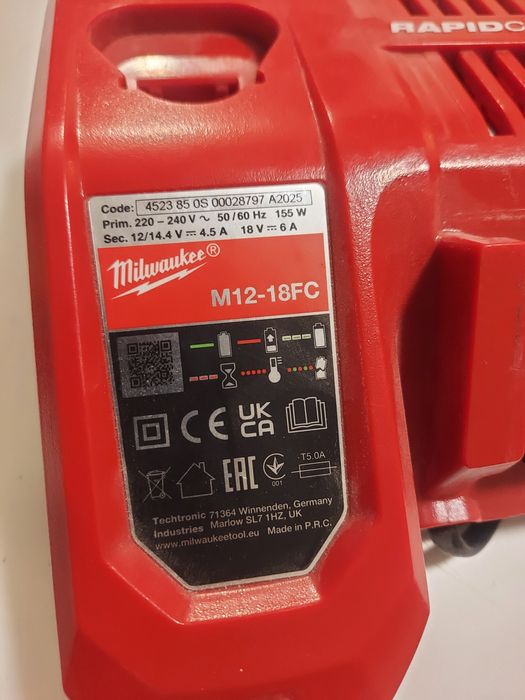 RAPID
Code: 4523 85 0S 00028797 A2025
Prim. 220 – 240 V ∿ 50 / 60 Hz 155 W
Sec. 12/14.4 V ⎓ 4.5 A 18 V ⎓ 6 A
Milwaukee®
M12-18FC
CE UK CA
EAC 001 T5.0A
Techtronic 71364 Winnenden, Germany
Industries Marlow SL7 1HZ, UK
www.milwaukeetool.eu Made in P.R.C.